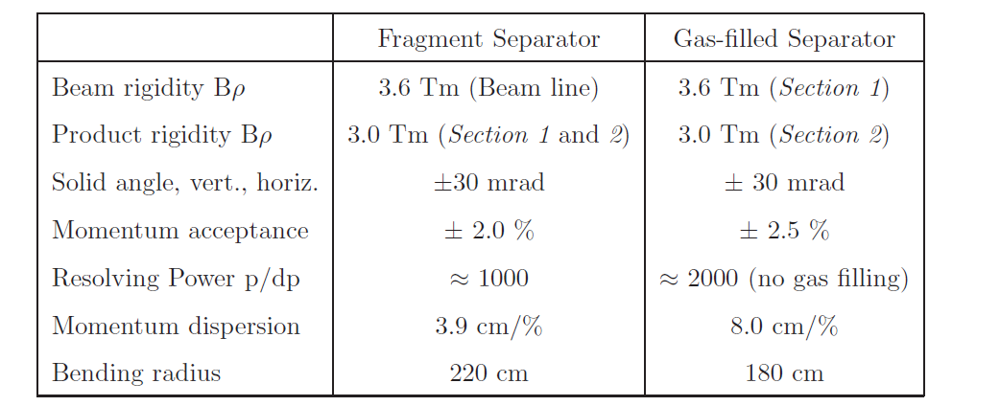 Fragment Separator Gas-filled Separator
Beam rigidity Bρ 3.6 Tm (Beam line) 3.6 Tm (Section 1)
Product rigidity Bρ 3.0 Tm (Section 1 and 2) 3.0 Tm (Section 2)
Solid angle, vert., horiz. ±30 mrad ± 30 mrad
Momentum acceptance ± 2.0 % ± 2.5 %
Resolving Power p/dp ≈ 1000 ≈ 2000 (no gas filling)
Momentum dispersion 3.9 cm/% 8.0 cm/%
Bending radius 220 cm 180 cm